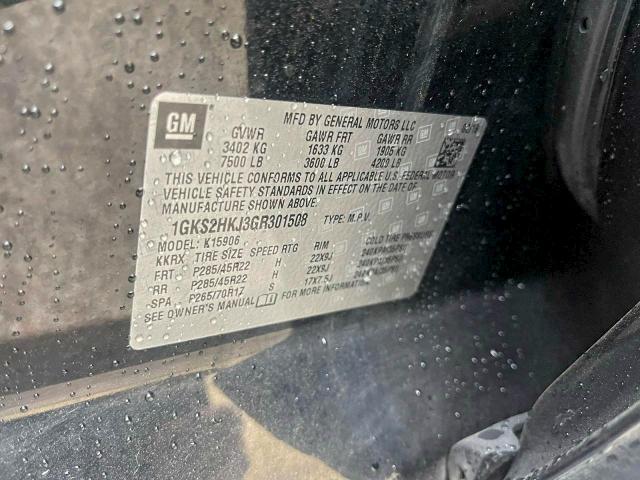 GM
MFD BY GENERAL MOTORS LLC
GVWR GAWR FRT GAWR RR
3402 KG 1633 KG 1905 KG
7500 LB 3600 LB 4200 LB
THIS VEHICLE CONFORMS TO ALL APPLICABLE U.S. FEDERAL MOTOR
VEHICLE SAFETY STANDARDS IN EFFECT ON THE DATE OF
MANUFACTURE SHOWN ABOVE.
1GKS2HKJ3GR301508 TYPE: M.P.V.
MODEL: K15906
KKRX TIRE SIZE SPEED RTG RIM COLD TIRE PRESSURE
FRT P285/45R22 H 22X9J
RR P285/45R22 H 22X9J
SPA P265/70R17 S 17X7.5J
SEE OWNER'S MANUAL FOR MORE INFORMATION.